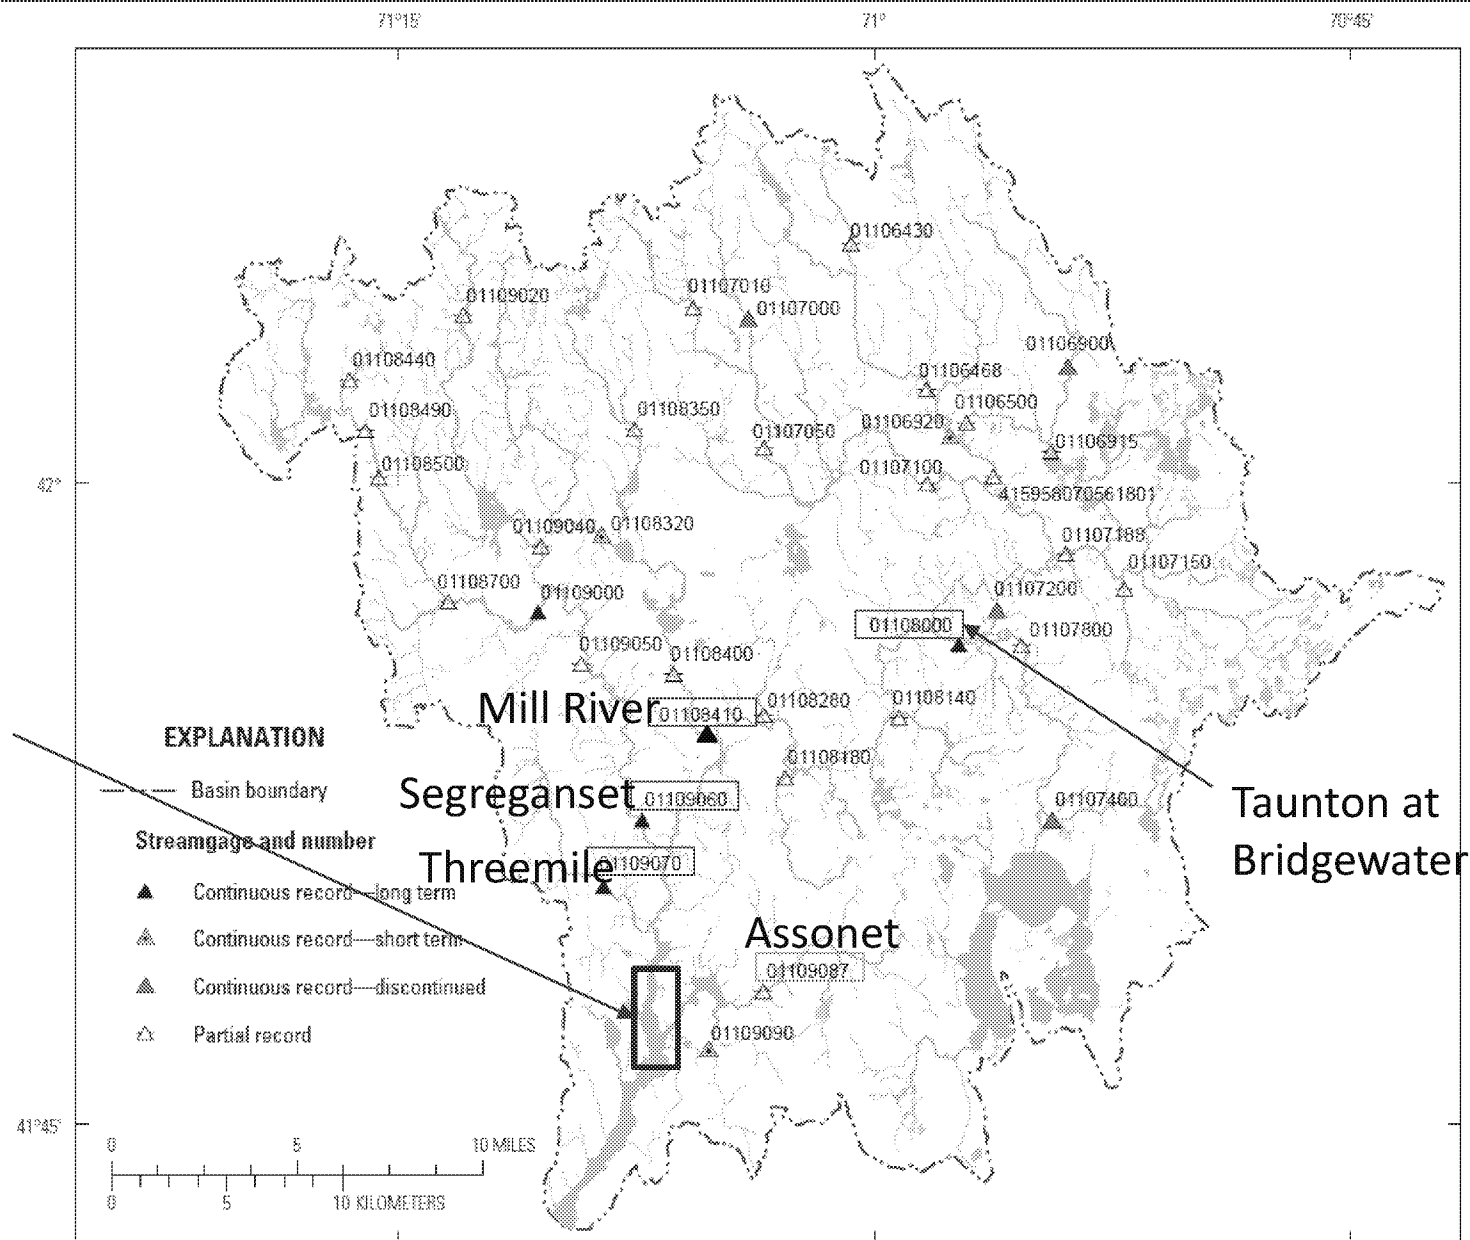 71°15' 71° 70°45'
01106430
01107010
01109020
01107000
01106900
01108440
01106468
01106500
01108490
01108350
01106920
01107050
01106915
01108500
01107100
42°
415958070561801
01109040
01108320
01107188
01107150
01108700
01109000
01107200
01108000
01107800
01109050
01108400
Mill River
01108410
01108280
01108140
EXPLANATION
01108180
Basin boundary
Segreganset
01109060
01107400
Taunton at
Bridgewater
Streamgage and number
Threemile
01109070
Continuous record—long term
Assonet
Continuous record—short term
01109087
Continuous record—discontinued
Partial record
01109090
41°45'
0 5 10 MILES
0 5 10 KILOMETERS